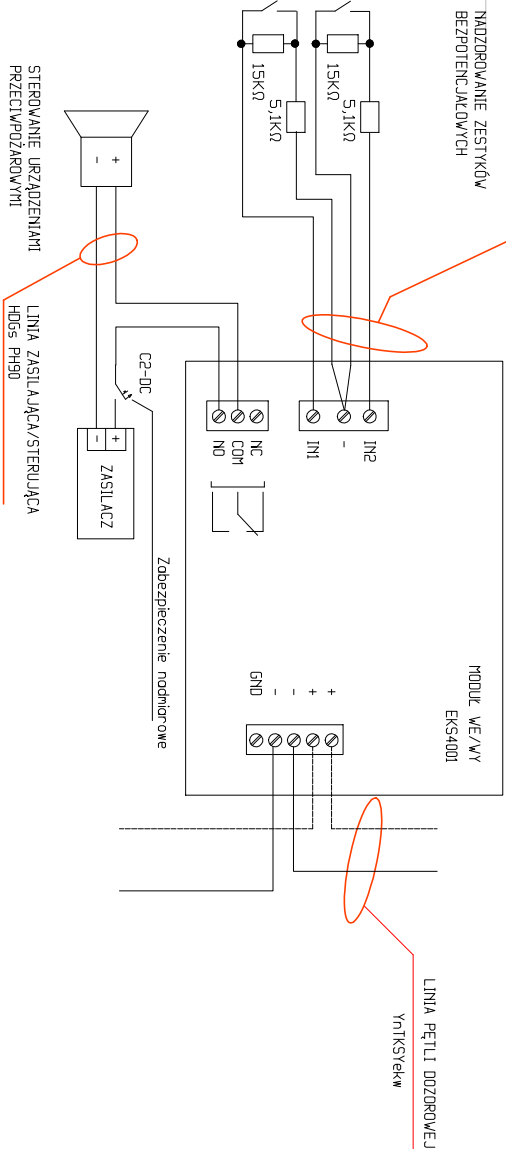 NADZOROWANIE ZESTYKÓW
BEZPOTENCJAŁOWYCH
15KΩ
5,1KΩ
15KΩ
5,1KΩ
IN2
-
IN1
NC
COM
NO
MODUŁ WE/WY
EKS4001
+
+
-
-
GND
LINIA PĘTLI DOZOROWEJ
YnTKSYekw
C2-DC
Zabezpieczenie nadmiarowe
+
-
+
-
ZASILACZ
STEROWANIE URZĄDZENIAMI
PRZECIWPOŻAROWYMI
LINIA ZASILAJĄCA/STERUJĄCA
HDGs PH90